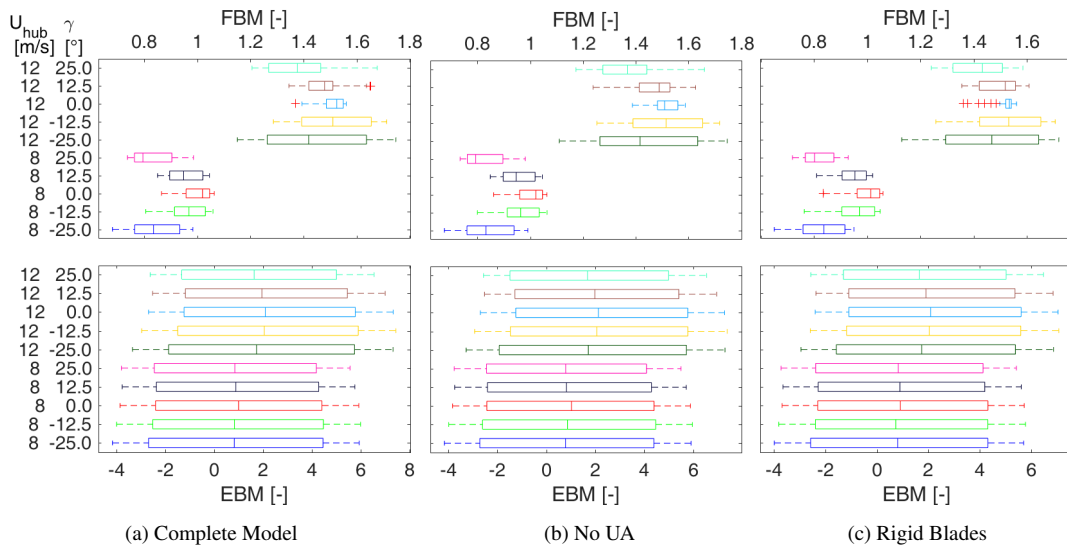 FBM [-] FBM [-] FBM [-]
U_hub γ
[m/s] [°]
0.8 1 1.2 1.4 1.6 1.8 0.8 1 1.2 1.4 1.6 1.8 0.8 1 1.2 1.4 1.6 1.8
12 25.0
12 12.5
12 0.0
12 -12.5
12 -25.0
8 25.0
8 12.5
8 0.0
8 -12.5
8 -25.0
12 25.0
12 12.5
12 0.0
12 -12.5
12 -25.0
8 25.0
8 12.5
8 0.0
8 -12.5
8 -25.0
-4 -2 0 2 4 6 8 -4 -2 0 2 4 6 8 -4 -2 0 2 4 6 8
EBM [-] EBM [-] EBM [-]
(a) Complete Model (b) No UA (c) Rigid Blades